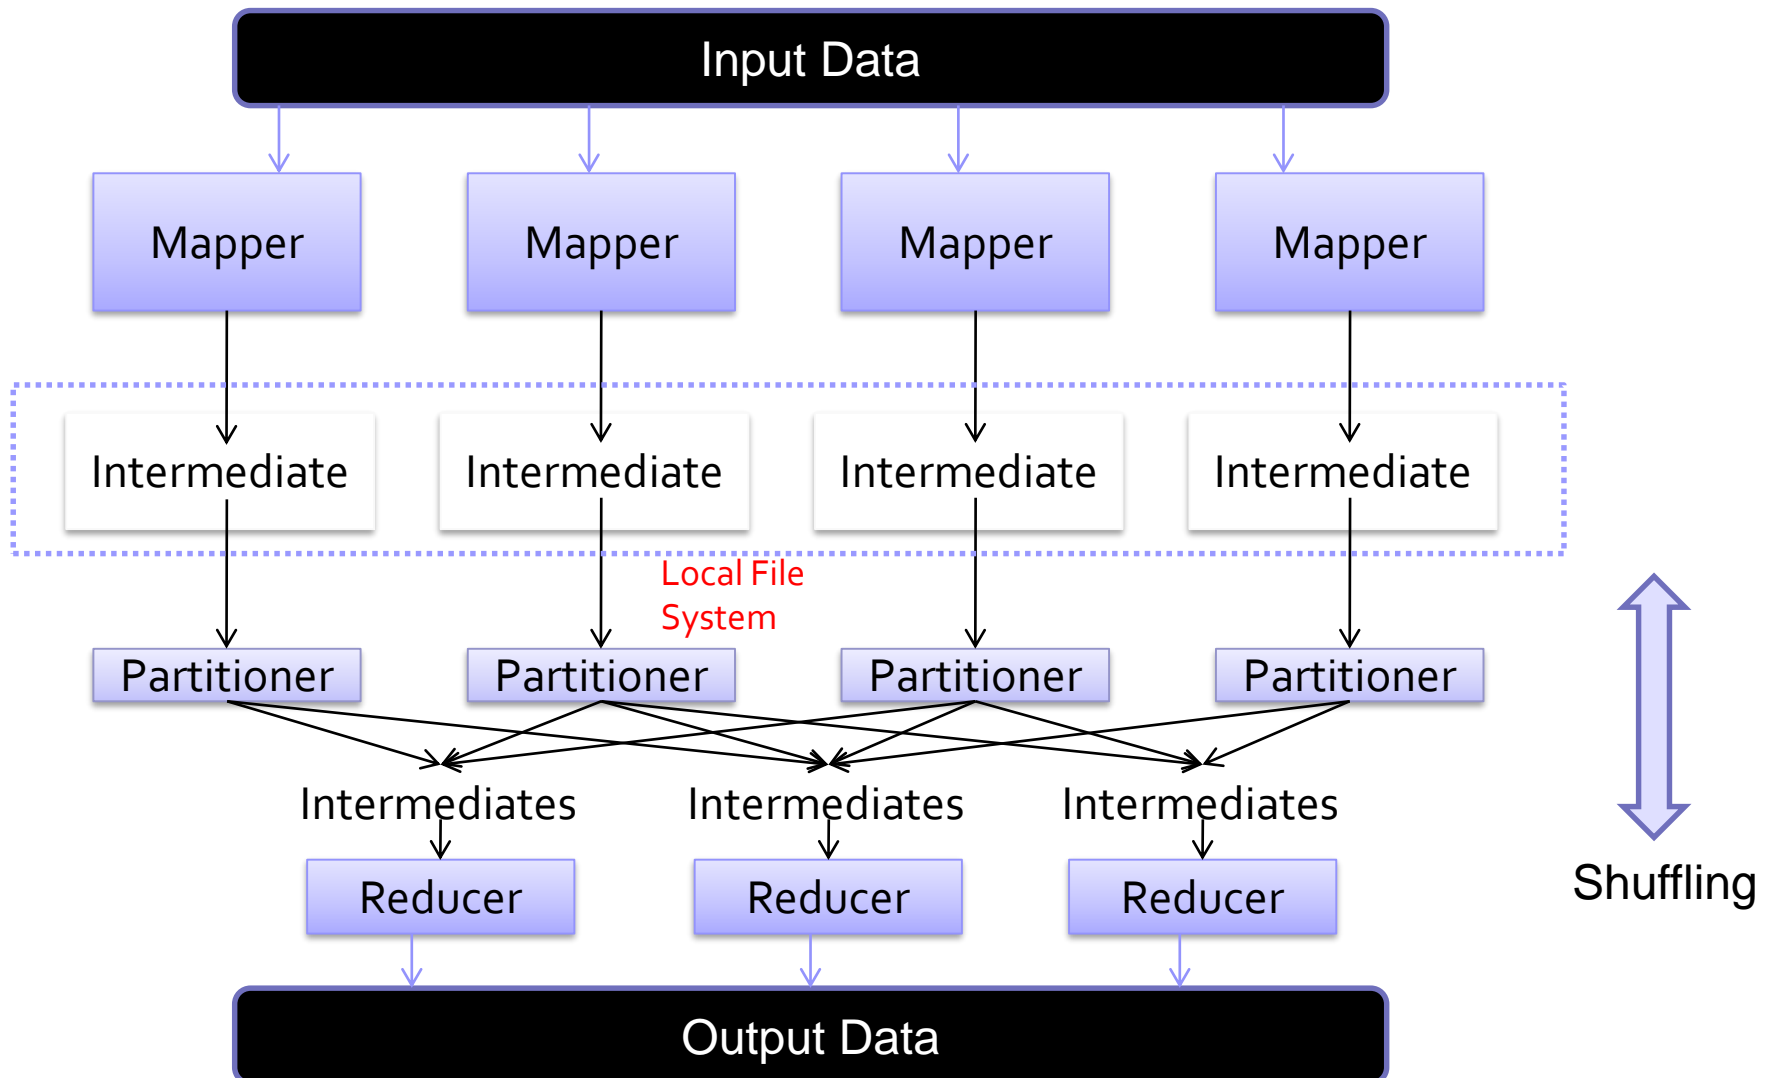 Input Data
Mapper Mapper Mapper Mapper
Intermediate Intermediate Intermediate Intermediate
Local File
System
Partitioner Partitioner Partitioner Partitioner
Intermediates Intermediates Intermediates
Reducer Reducer Reducer
Shuffling
Output Data